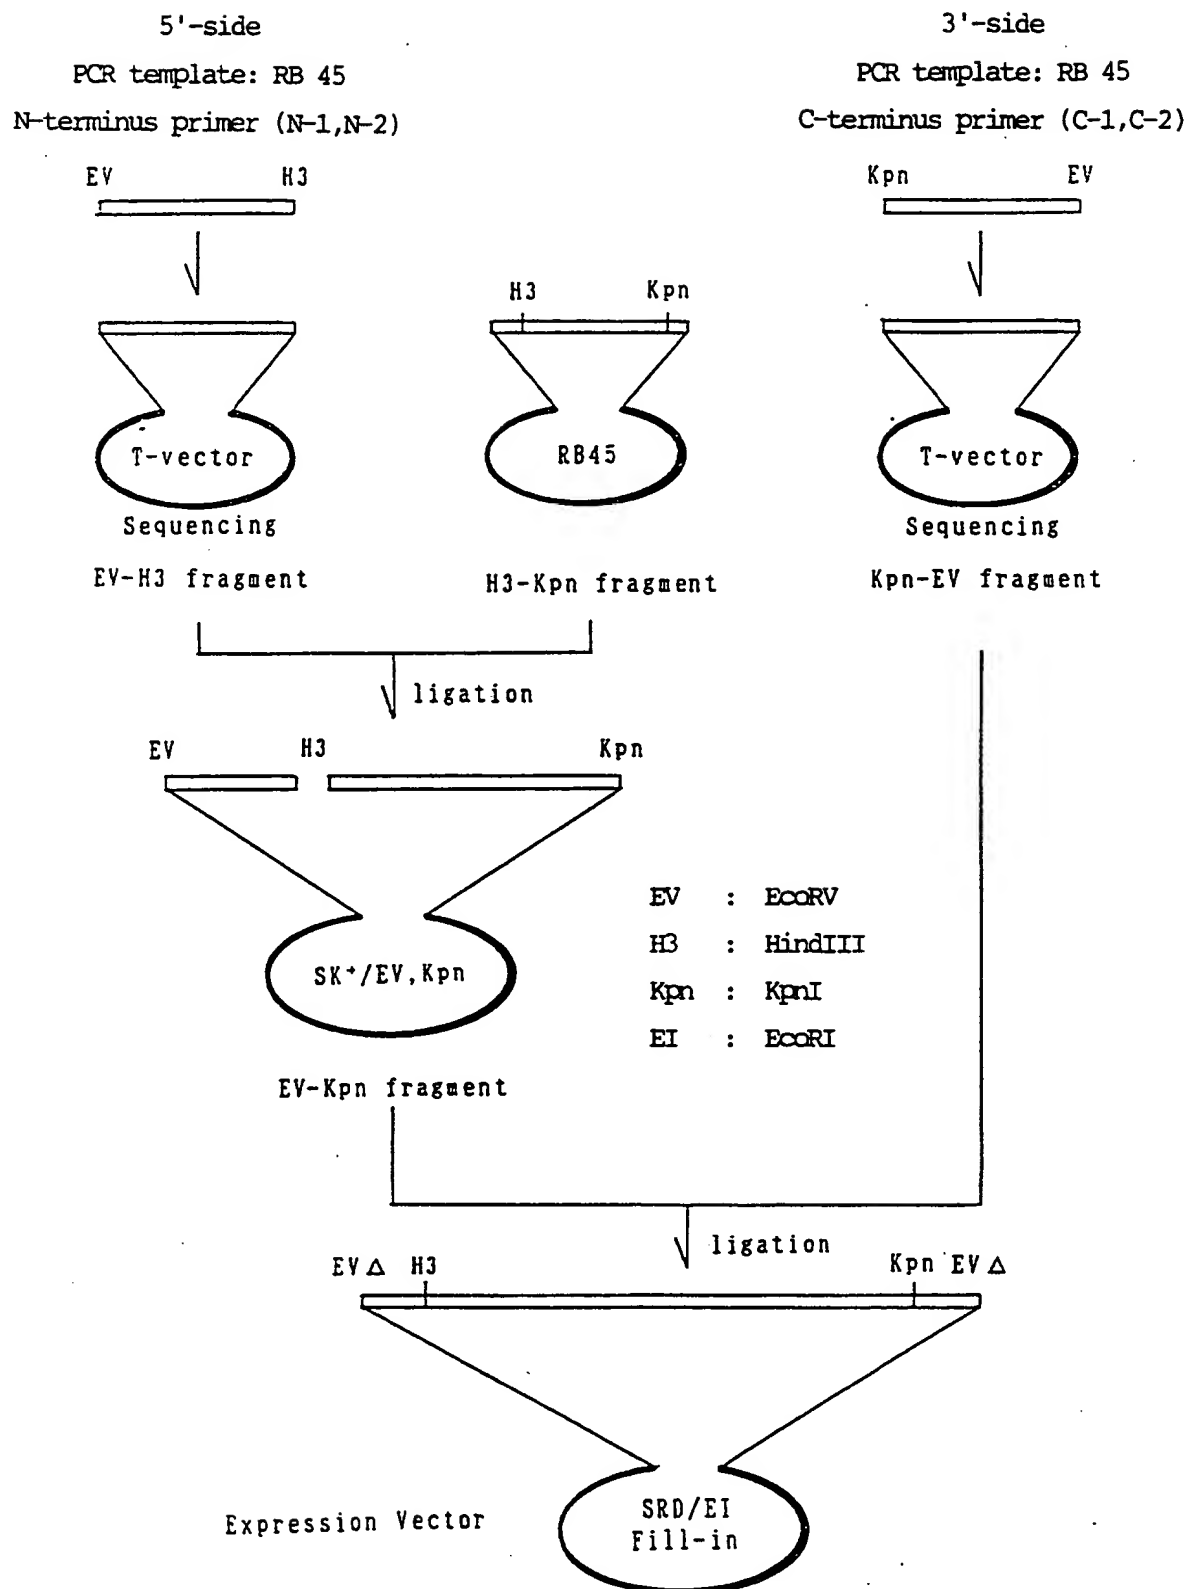 5'-side
PCR template: RB 45
N-terminus primer (N-1,N-2)
3'-side
PCR template: RB 45
C-terminus primer (C-1,C-2)
EV H3
Kpn EV
H3 Kpn
T-vector
RB45
T-vector
Sequencing
Sequencing
EV-H3 fragment
H3-Kpn fragment
Kpn-EV fragment
ligation
EV H3 Kpn
SK+/EV,Kpn
EV : EcoRV
H3 : HindIII
Kpn : KpnI
EI : EcoRI
EV-Kpn fragment
ligation
EV △ H3 Kpn EV △
Expression Vector
SRD/EI
Fill-in